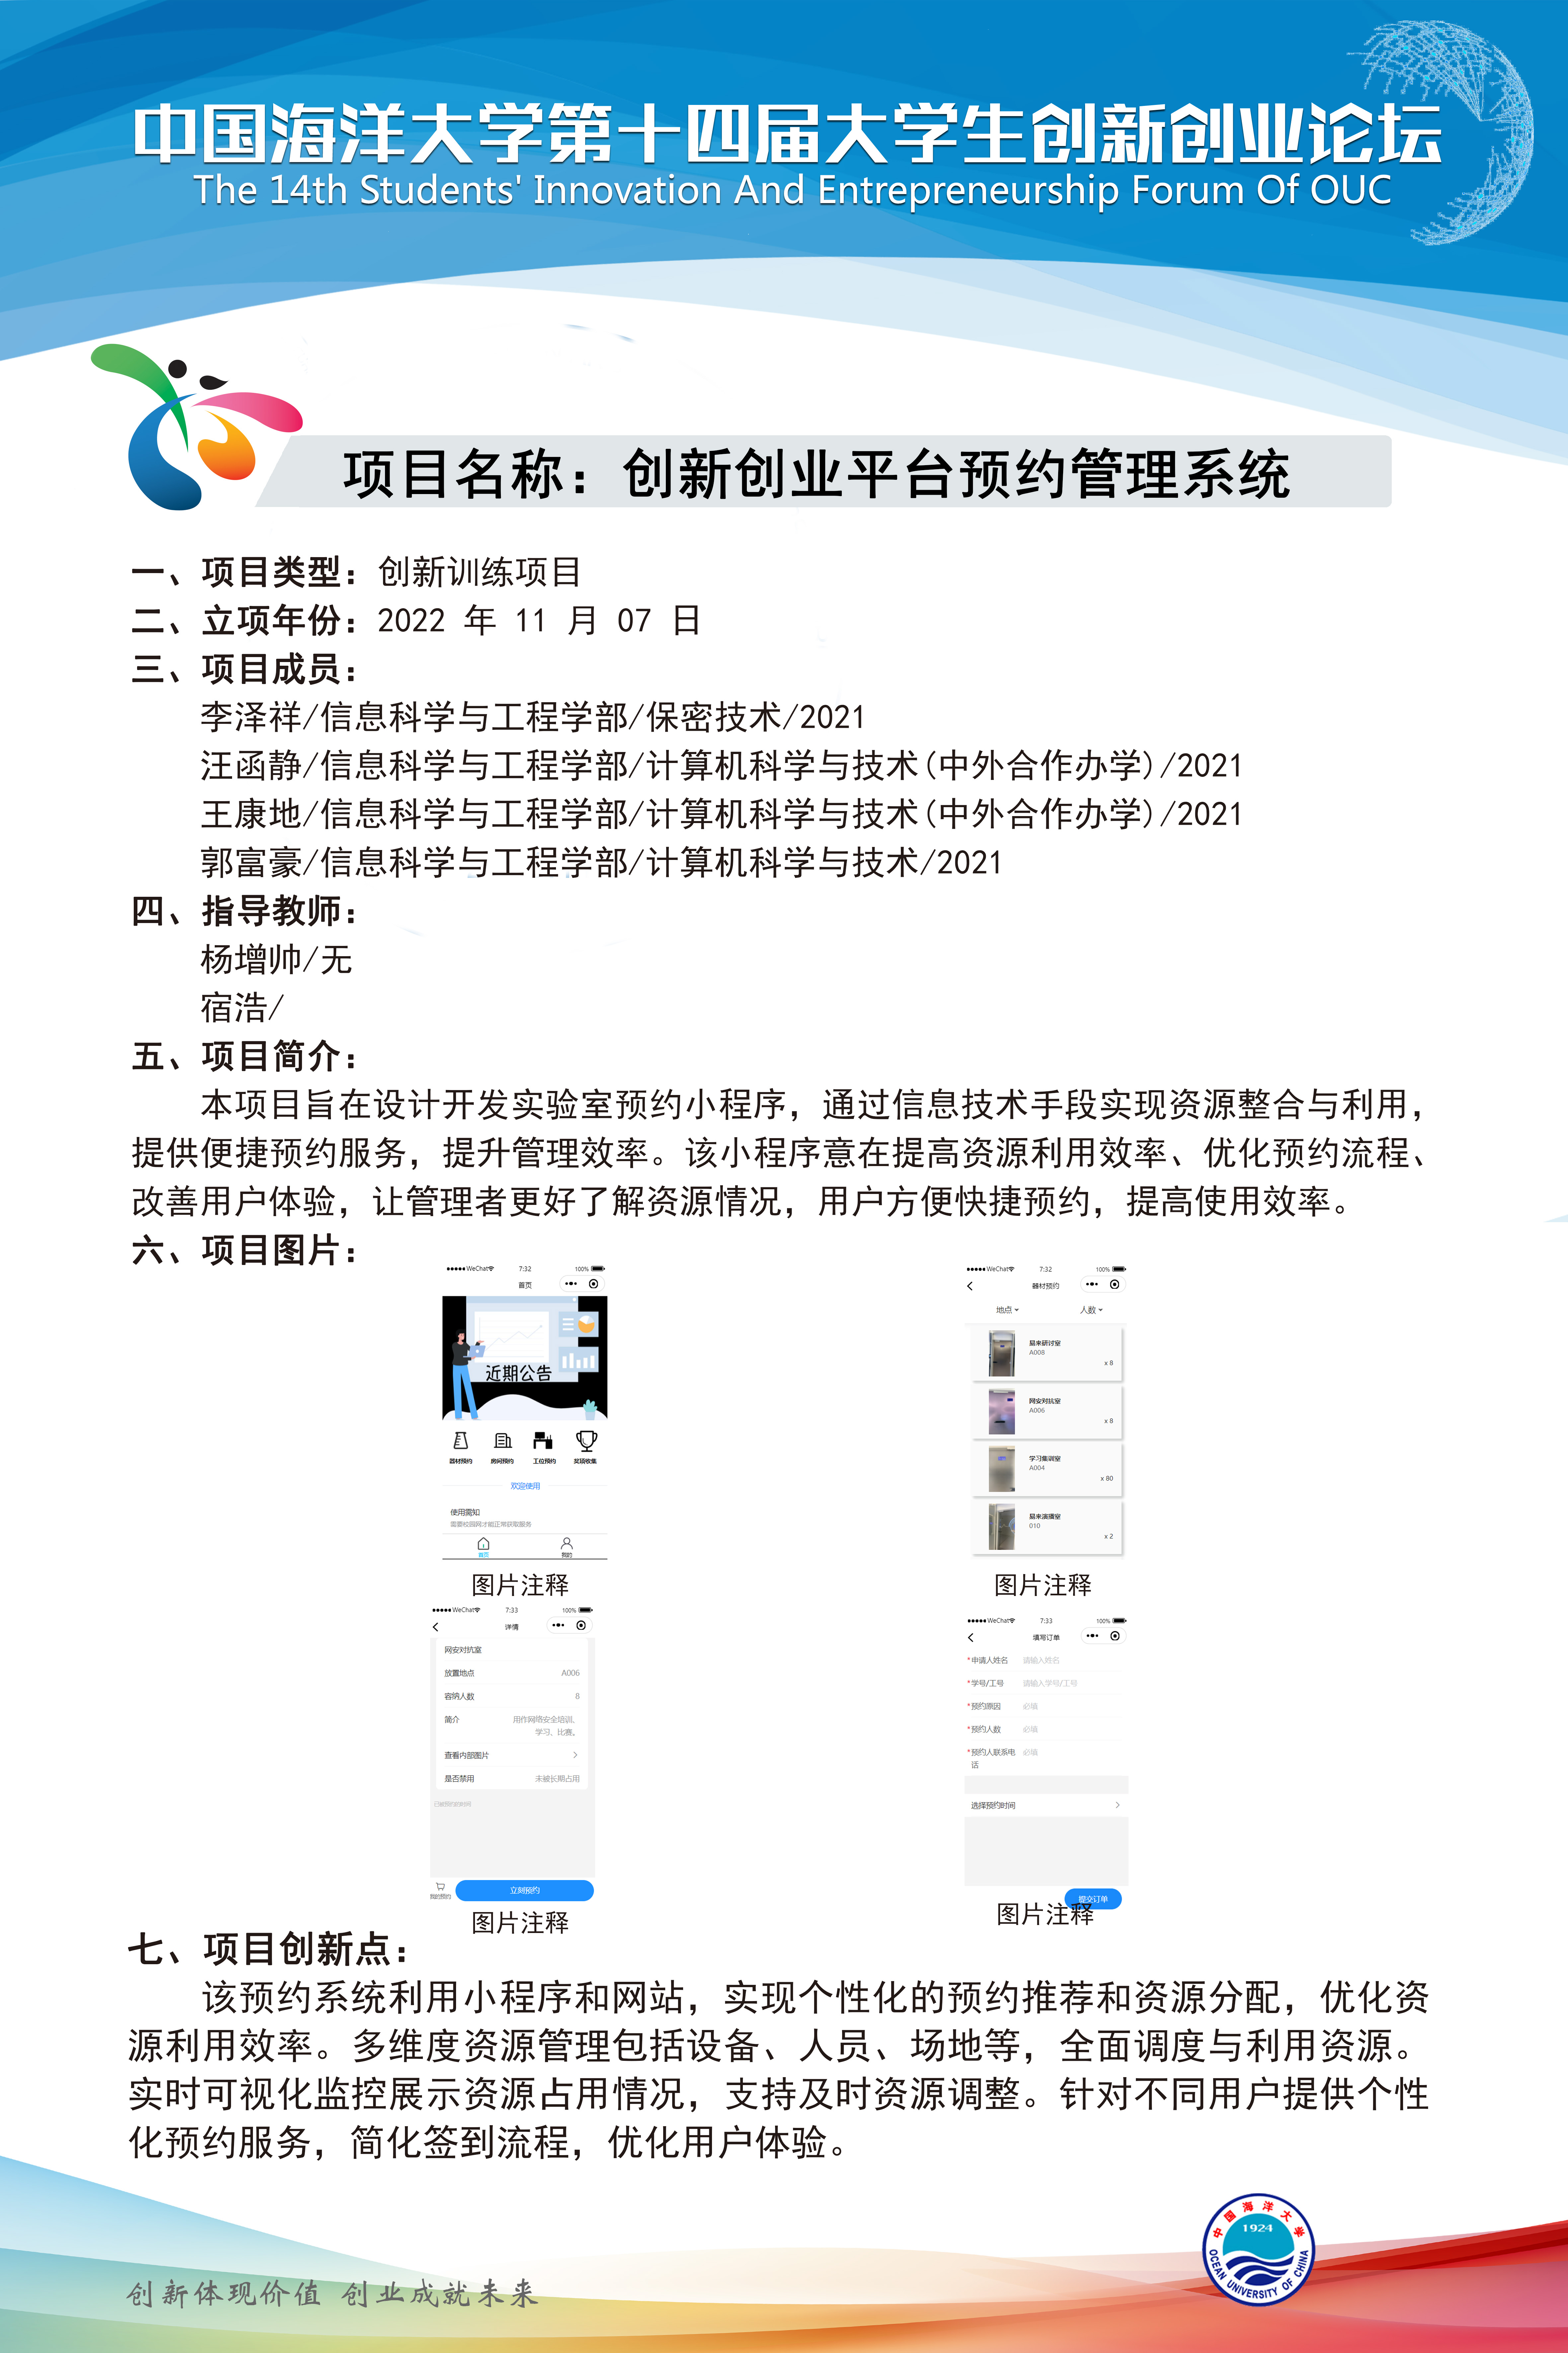 中国海洋大学第十四届大学生创新创业论坛
The 14th Students' Innovation And Entrepreneurship Forum Of OUC
项目名称：创新创业平台预约管理系统
一、项目类型：创新训练项目
二、立项年份：2022 年 11 月 07 日
三、项目成员：
李泽祥/信息科学与工程学部/保密技术/2021
汪函静/信息科学与工程学部/计算机科学与技术(中外合作办学)/2021
王康地/信息科学与工程学部/计算机科学与技术(中外合作办学)/2021
郭富豪/信息科学与工程学部/计算机科学与技术/2021
四、指导教师：
杨增帅/无
宿浩/
五、项目简介：
本项目旨在设计开发实验室预约小程序，通过信息技术手段实现资源整合与利用，
提供便捷预约服务，提升管理效率。该小程序意在提高资源利用效率、优化预约流程、
改善用户体验，让管理者更好了解资源情况，用户方便快捷预约，提高使用效率。
六、项目图片：
WeChat 7:32 100%
首页
近期公告
器材预约 房间预约 工位预约 奖项收集
欢迎使用
使用需知
需要校园网才能正常获取服务
首页 我的
图片注释
WeChat 7:32 100%
器材预约
地点 人数
易来研讨室
A008
x 8
网安对抗室
A006
x 8
学习集训室
A004
x 80
易来演播室
010
x 2
图片注释
WeChat 7:33 100%
详情
网安对抗室
放置地点 A006
容纳人数 8
简介 用作网络安全培训、
学习、比赛。
查看内部图片
是否禁用 未被长期占用
已被预约的时间
我的预约 立刻预约
图片注释
WeChat 7:33 100%
填写订单
*申请人姓名 请输入姓名
*学号/工号 请输入学号/工号
*预约原因 必填
*预约人数 必填
*预约人联系电 必填
话
选择预约时间
提交订单
图片注释
七、项目创新点：
该预约系统利用小程序和网站，实现个性化的预约推荐和资源分配，优化资
源利用效率。多维度资源管理包括设备、人员、场地等，全面调度与利用资源。
实时可视化监控展示资源占用情况，支持及时资源调整。针对不同用户提供个性
化预约服务，简化签到流程，优化用户体验。
创新体现价值 创业成就未来
中国海洋大学
1924
OCEAN UNIVERSITY OF CHINA